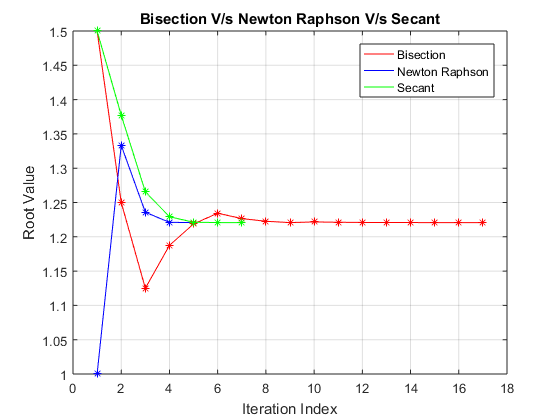 Bisection V/s Newton Raphson V/s Secant
Bisection
Newton Raphson
Secant
Root Value
1.5
1.45
1.4
1.35
1.3
1.25
1.2
1.15
1.1
1.05
1
0 2 4 6 8 10 12 14 16 18
Iteration Index